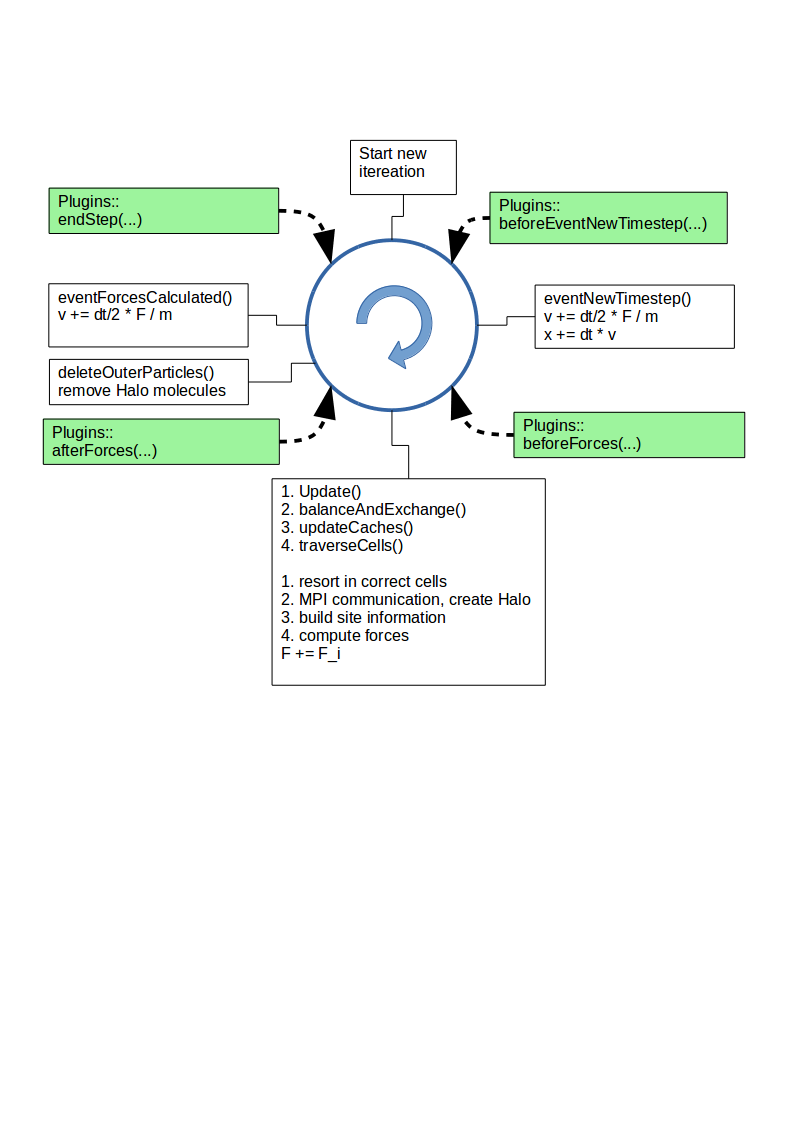 Start new
itereation
Plugins::
endStep(...)
Plugins::
beforeEventNewTimestep(...)
eventForcesCalculated()
v += dt/2 * F / m
eventNewTimestep()
v += dt/2 * F / m
x += dt * v
deleteOuterParticles()
remove Halo molecules
Plugins::
afterForces(...)
Plugins::
beforeForces(...)
1. Update()
2. balanceAndExchange()
3. updateCaches()
4. traverseCells()
1. resort in correct cells
2. MPI communication, create Halo
3. build site information
4. compute forces
F += F_i